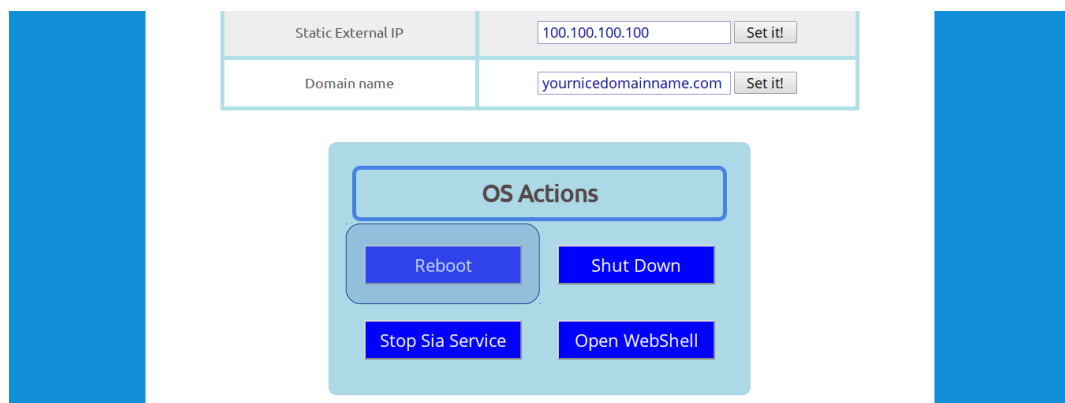 Static External IP 100.100.100.100 Set it!
Domain name yournicedomainname.com Set it!
OS Actions
Reboot Shut Down
Stop Sia Service Open WebShell